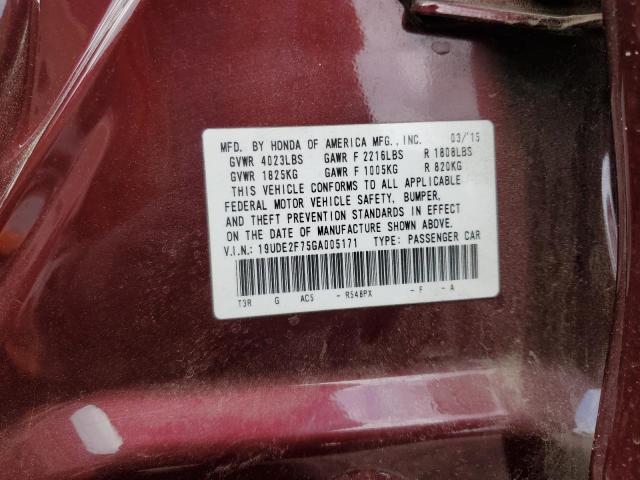 MFD. BY HONDA OF AMERICA MFG., INC. 03/'15
GVWR 4023LBS GAWR F 2216LBS R 1808LBS
GVWR 1825KG GAWR F 1005KG R 820KG
THIS VEHICLE CONFORMS TO ALL APPLICABLE
FEDERAL MOTOR VEHICLE SAFETY, BUMPER,
AND THEFT PREVENTION STANDARDS IN EFFECT
ON THE DATE OF MANUFACTURE SHOWN ABOVE.
V.I.N.: 19UDE2F75GA005171 TYPE: PASSENGER CAR
T3R G AC5 - R548PX - F - A